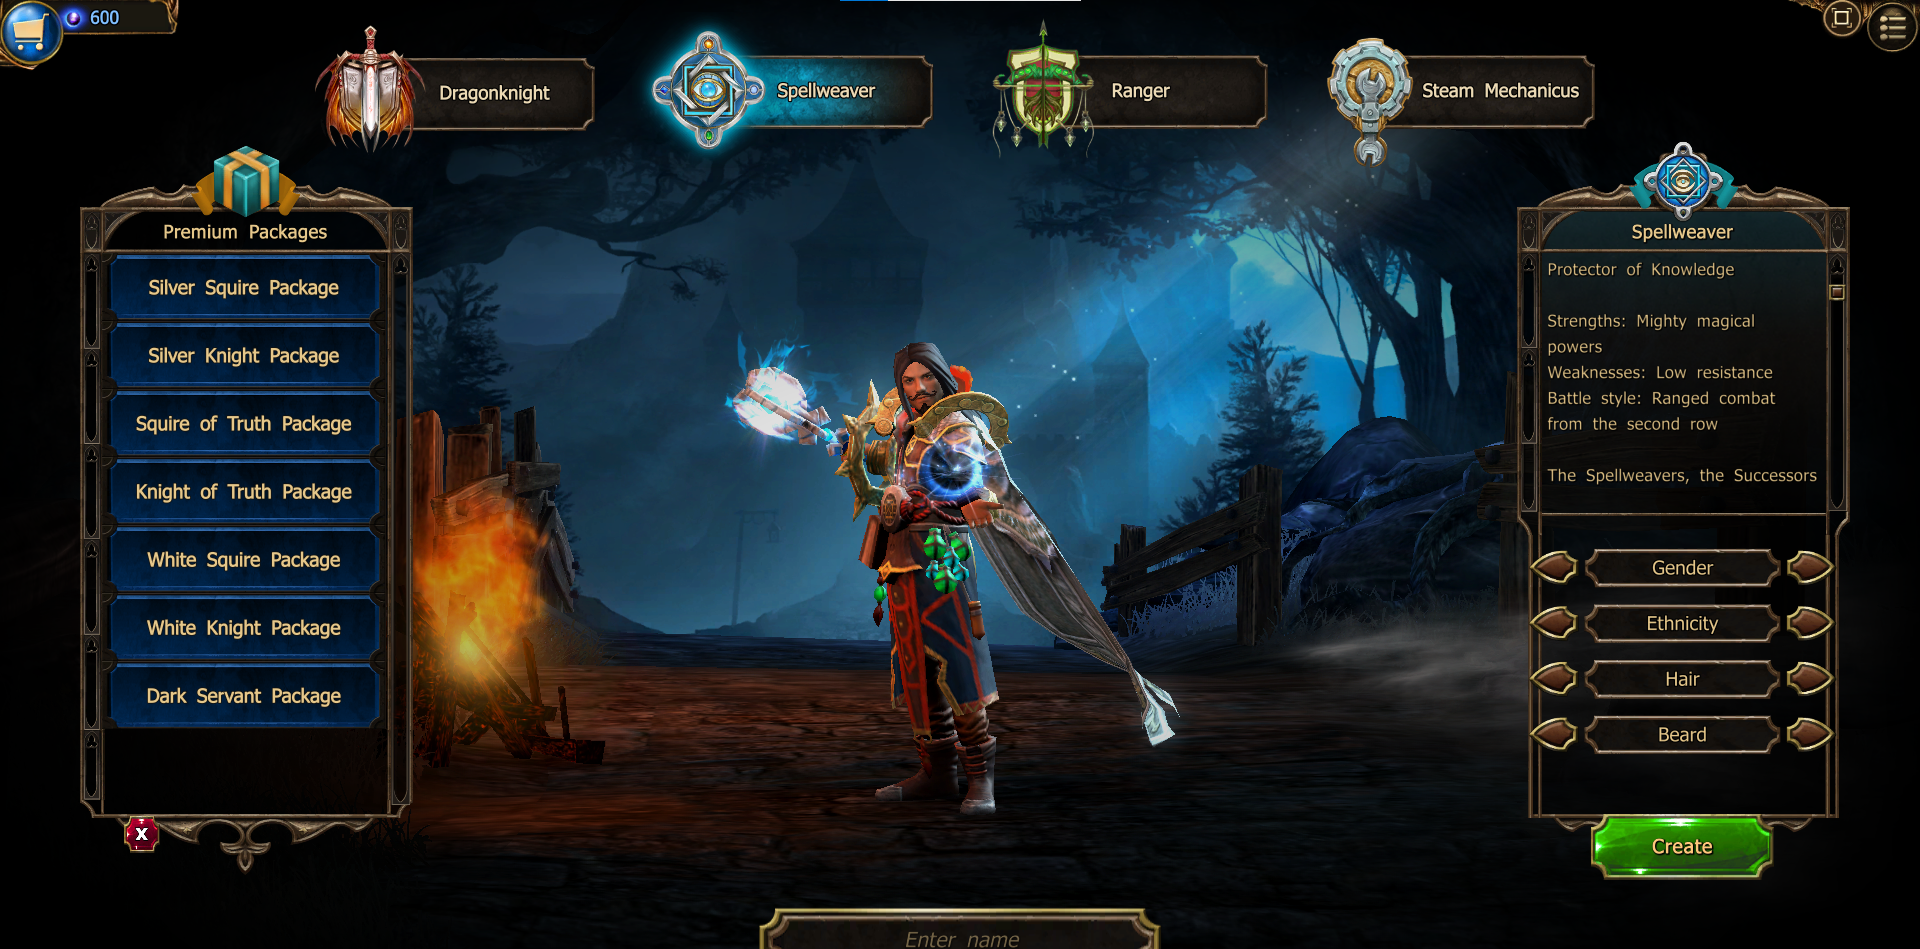 600
Dragonknight
Spellweaver
Ranger
Steam Mechanicus
Premium Packages
Silver Squire Package
Silver Knight Package
Squire of Truth Package
Knight of Truth Package
White Squire Package
White Knight Package
Dark Servant Package
X
Spellweaver
Protector of Knowledge
Strengths: Mighty magical
powers
Weaknesses: Low resistance
Battle style: Ranged combat
from the second row
The Spellweavers, the Successors
Gender
Ethnicity
Hair
Beard
Create
Enter name